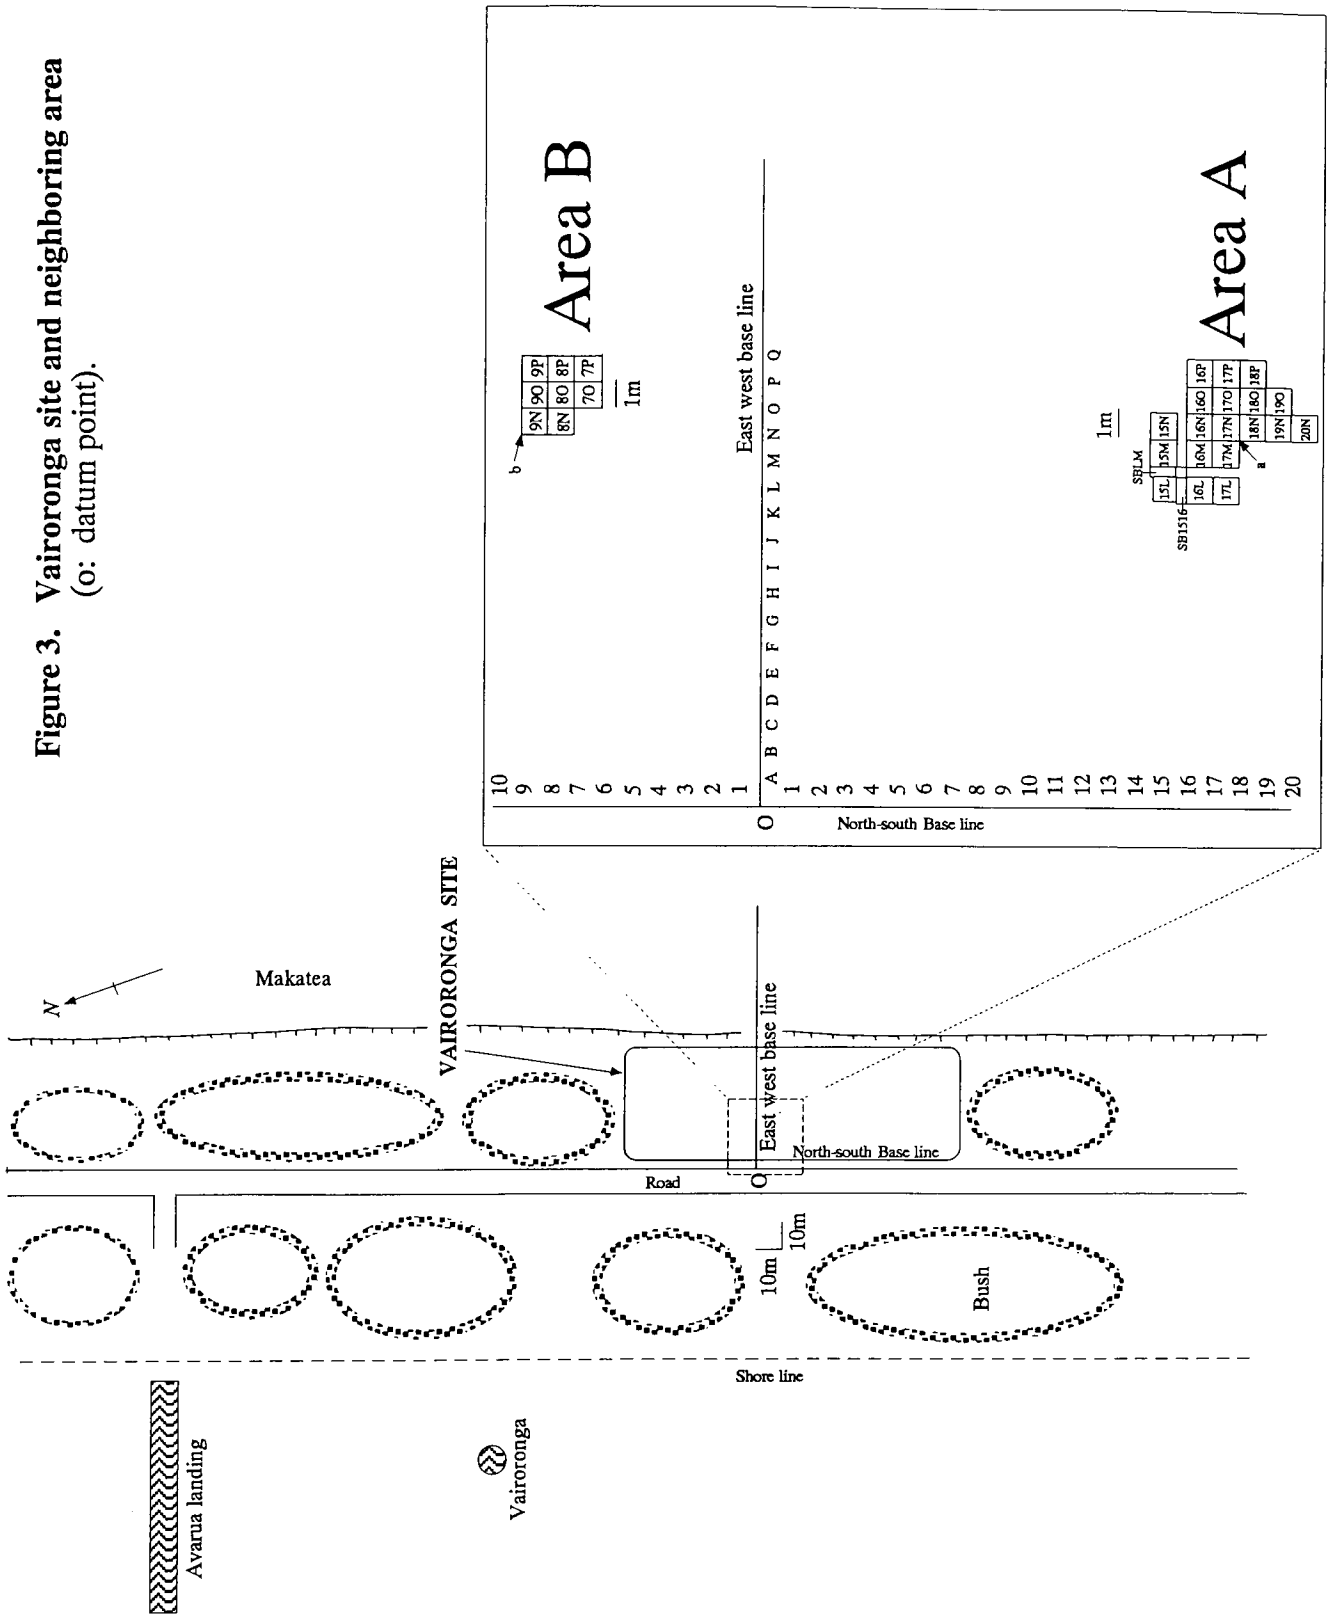 Figure 3. Vairoronga site and neighboring area
(o: datum point).
N
Makatea
VAIRORONGA SITE
East west base line
North-south Base line
Road
O
10m
10m
Bush
Shore line
Avarua landing
Vairoronga
Area B
9N 9O 9P
8N 8O 8P
7O 7P
b
1m
East west base line
A B C D E F G H I J K L M N O P Q
10
9
8
7
6
5
4
3
2
1
O
North-south Base line
1
2
3
4
5
6
7
8
9
10
11
12
13
14
15
16
17
18
19
20
Area A
1m
SBLM
SB1516
15L 15M 15N
16L 16M 16N 16O 16P
17L 17M 17N 17O 17P
18N 18O 18P
19N 19O
20N
a